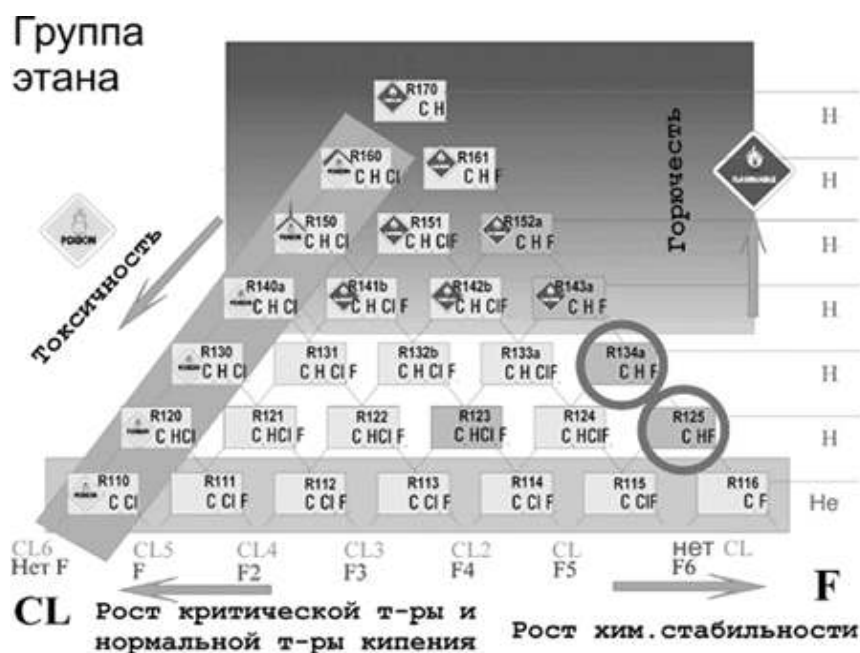 Группа
этана
R170
C H
H
R160
C H Cl
R161
C H F
Горючесть
FLAMMABLE
H
POISON
Токсичность
R150
C H Cl
R151
C H ClF
R152a
C H F
H
R140a
C H Cl
R141b
C H Cl F
R142b
C H ClF
R143a
C H F
H
R130
C H Cl
R131
C H Cl F
R132b
C H Cl F
R133a
C H ClF
R134a
C H F
H
R120
C HCl
R121
C HCl F
R122
C HCl F
R123
C HCl F
R124
C HClF
R125
C HF
H
R110
C Cl
R111
C Cl F
R112
C Cl F
R113
C Cl F
R114
C Cl F
R115
C ClF
R116
C F
Не
CL6 CL5 CL4 CL3 CL2 CL нет CL
Нет F F F2 F3 F4 F5 F6
CL F
Рост критической т-ры и
нормальной т-ры кипения
Рост хим.стабильности